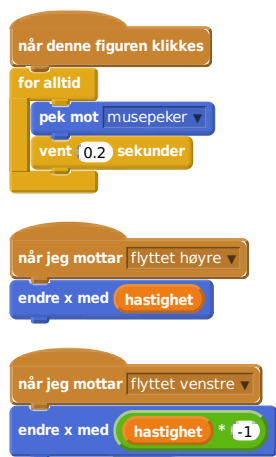 når denne figuren klikkes
for alltid
pek mot musepeker ▼
vent 0.2 sekunder
når jeg mottar flyttet høyre ▼
endre x med hastighet
når jeg mottar flyttet venstre ▼
endre x med hastighet * -1